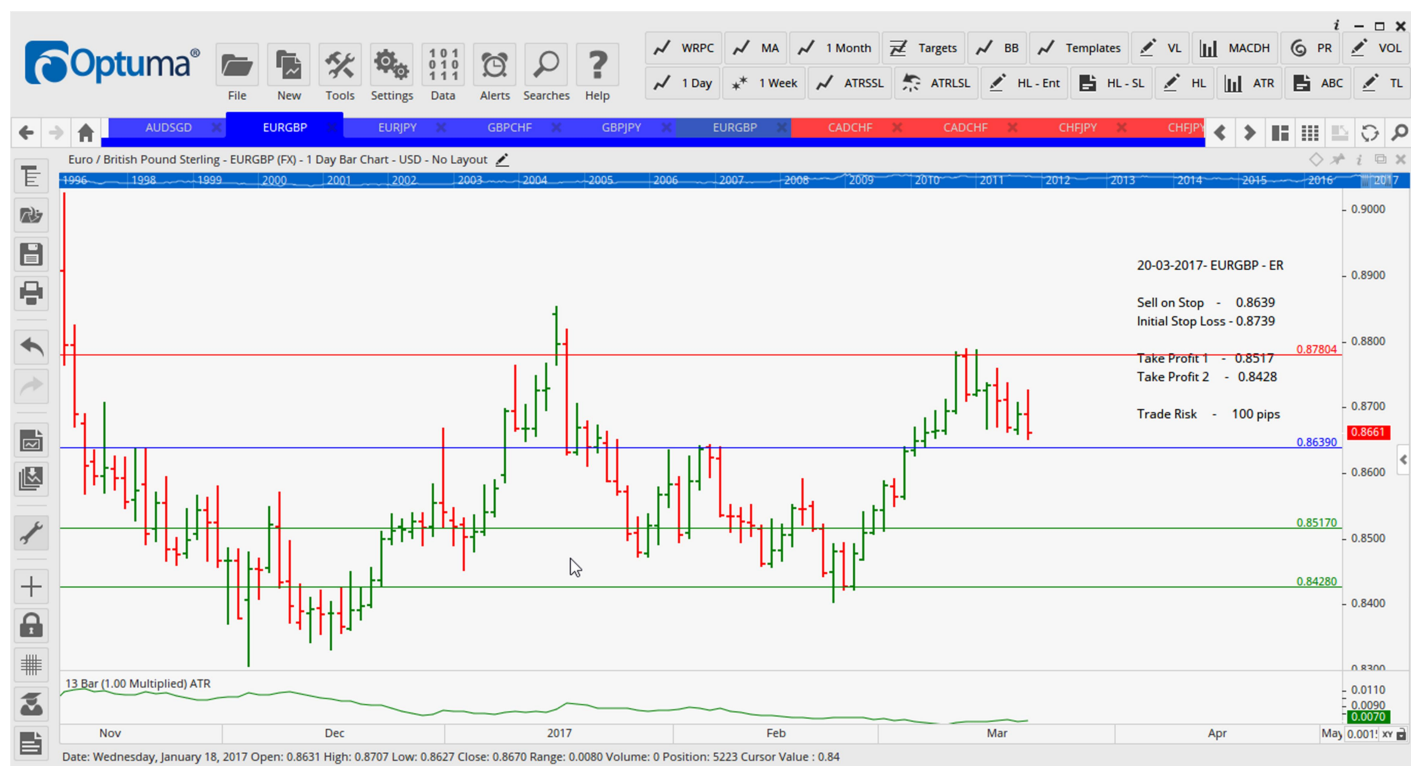 Optuma®
File
New
Tools
Settings
Data
Alerts
Searches
Help
WRPC
MA
1 Month
Targets
BB
Templates
VL
MACDH
PR
VOL
1 Day
1 Week
ATRSSL
ATRLSL
HL - Ent
HL - SL
HL
ATR
ABC
TL
AUDSGD
EURGBP
EURJPY
GBPCHF
GBPJPY
EURGBP
CADCHF
CADCHF
CHFJPY
CHFJPY
Euro / British Pound Sterling - EURGBP (FX) - 1 Day Bar Chart - USD - No Layout
1996 1998 1999 2000 2001 2002 2003 2004 2005 2006 2007 2008 2009 2010 2011 2012 2013 2014 2015 2016 2017
0.9000
20-03-2017- EURGBP - ER
0.8900
Sell on Stop - 0.8639
Initial Stop Loss - 0.8739
0.8800
0.87804
Take Profit 1 - 0.8517
Take Profit 2 - 0.8428
0.8700
Trade Risk - 100 pips
0.8661
0.86390
0.8600
0.85170
0.8500
0.84280
0.8400
0.8300
13 Bar (1.00 Multiplied) ATR
0.0110
0.0090
0.0070
Nov Dec 2017 Feb Mar Apr May
0.001! XY
Date: Wednesday, January 18, 2017 Open: 0.8631 High: 0.8707 Low: 0.8627 Close: 0.8670 Range: 0.0080 Volume: 0 Position: 5223 Cursor Value : 0.84